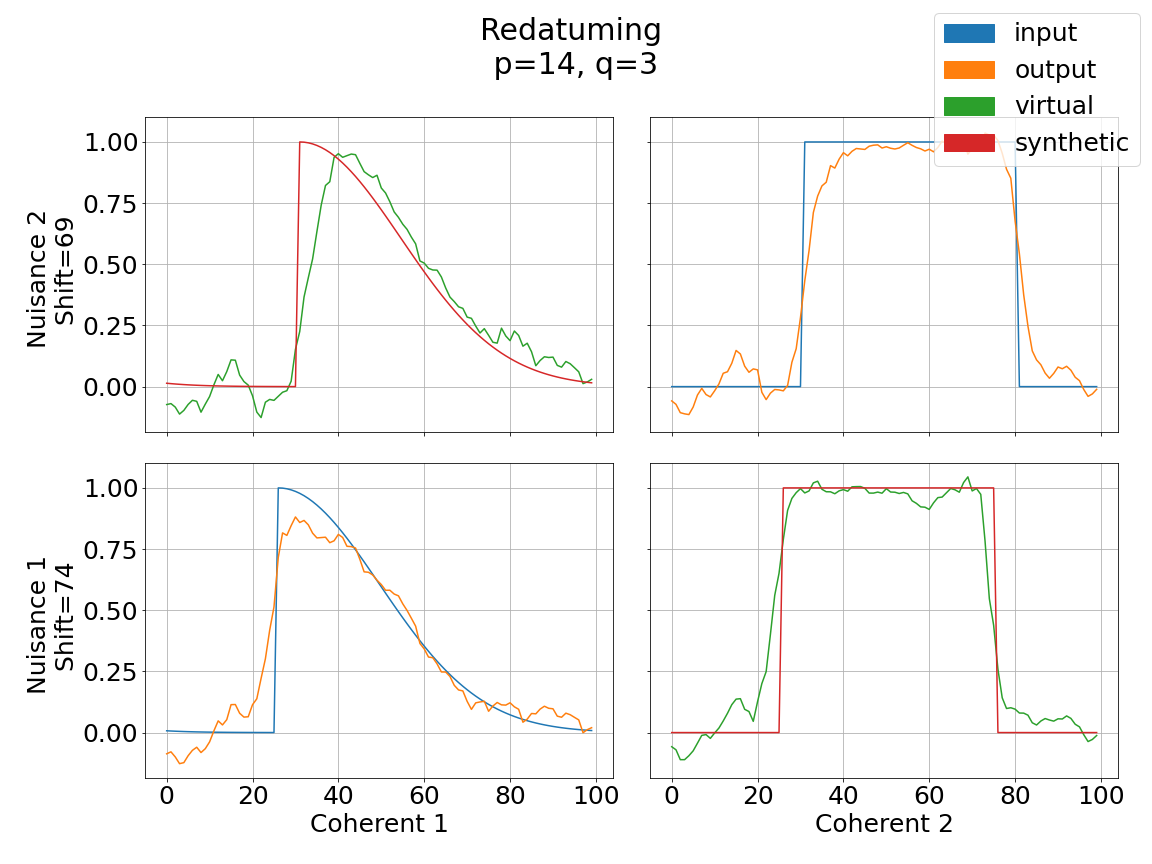 Redatuming
p=14, q=3
input
output
virtual
synthetic
Nuisance 2
Shift=69
1.00
0.75
0.50
0.25
0.00
Nuisance 1
Shift=74
1.00
0.75
0.50
0.25
0.00
0 20 40 60 80 100
Coherent 1
0 20 40 60 80 100
Coherent 2